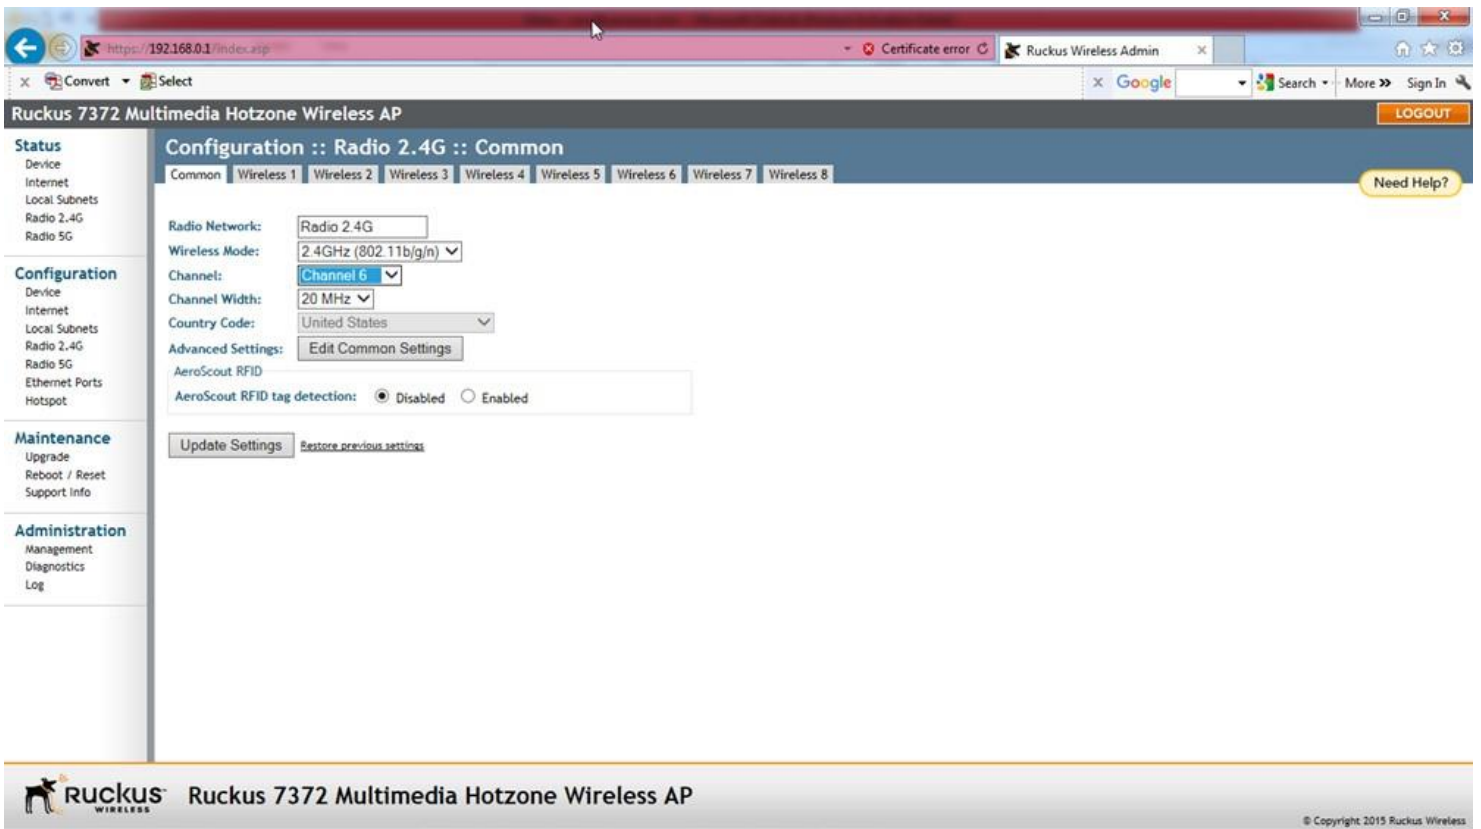 https://192.168.0.1/index.asp
Certificate error
Ruckus Wireless Admin
x Convert Select
x Google Search More » Sign In
Ruckus 7372 Multimedia Hotzone Wireless AP
LOGOUT
Status
Device
Internet
Local Subnets
Radio 2.4G
Radio 5G
Configuration
Device
Internet
Local Subnets
Radio 2.4G
Radio 5G
Ethernet Ports
Hotspot
Maintenance
Upgrade
Reboot / Reset
Support Info
Administration
Management
Diagnostics
Log
Configuration :: Radio 2.4G :: Common
Common Wireless 1 Wireless 2 Wireless 3 Wireless 4 Wireless 5 Wireless 6 Wireless 7 Wireless 8
Need Help?
Radio Network: Radio 2.4G
Wireless Mode: 2.4GHz (802.11b/g/n)
Channel: Channel 6
Channel Width: 20 MHz
Country Code: United States
Advanced Settings: Edit Common Settings
AeroScout RFID
AeroScout RFID tag detection: Disabled Enabled
Update Settings Restore previous settings
Ruckus WIRELESS
Ruckus 7372 Multimedia Hotzone Wireless AP
© Copyright 2015 Ruckus Wireless